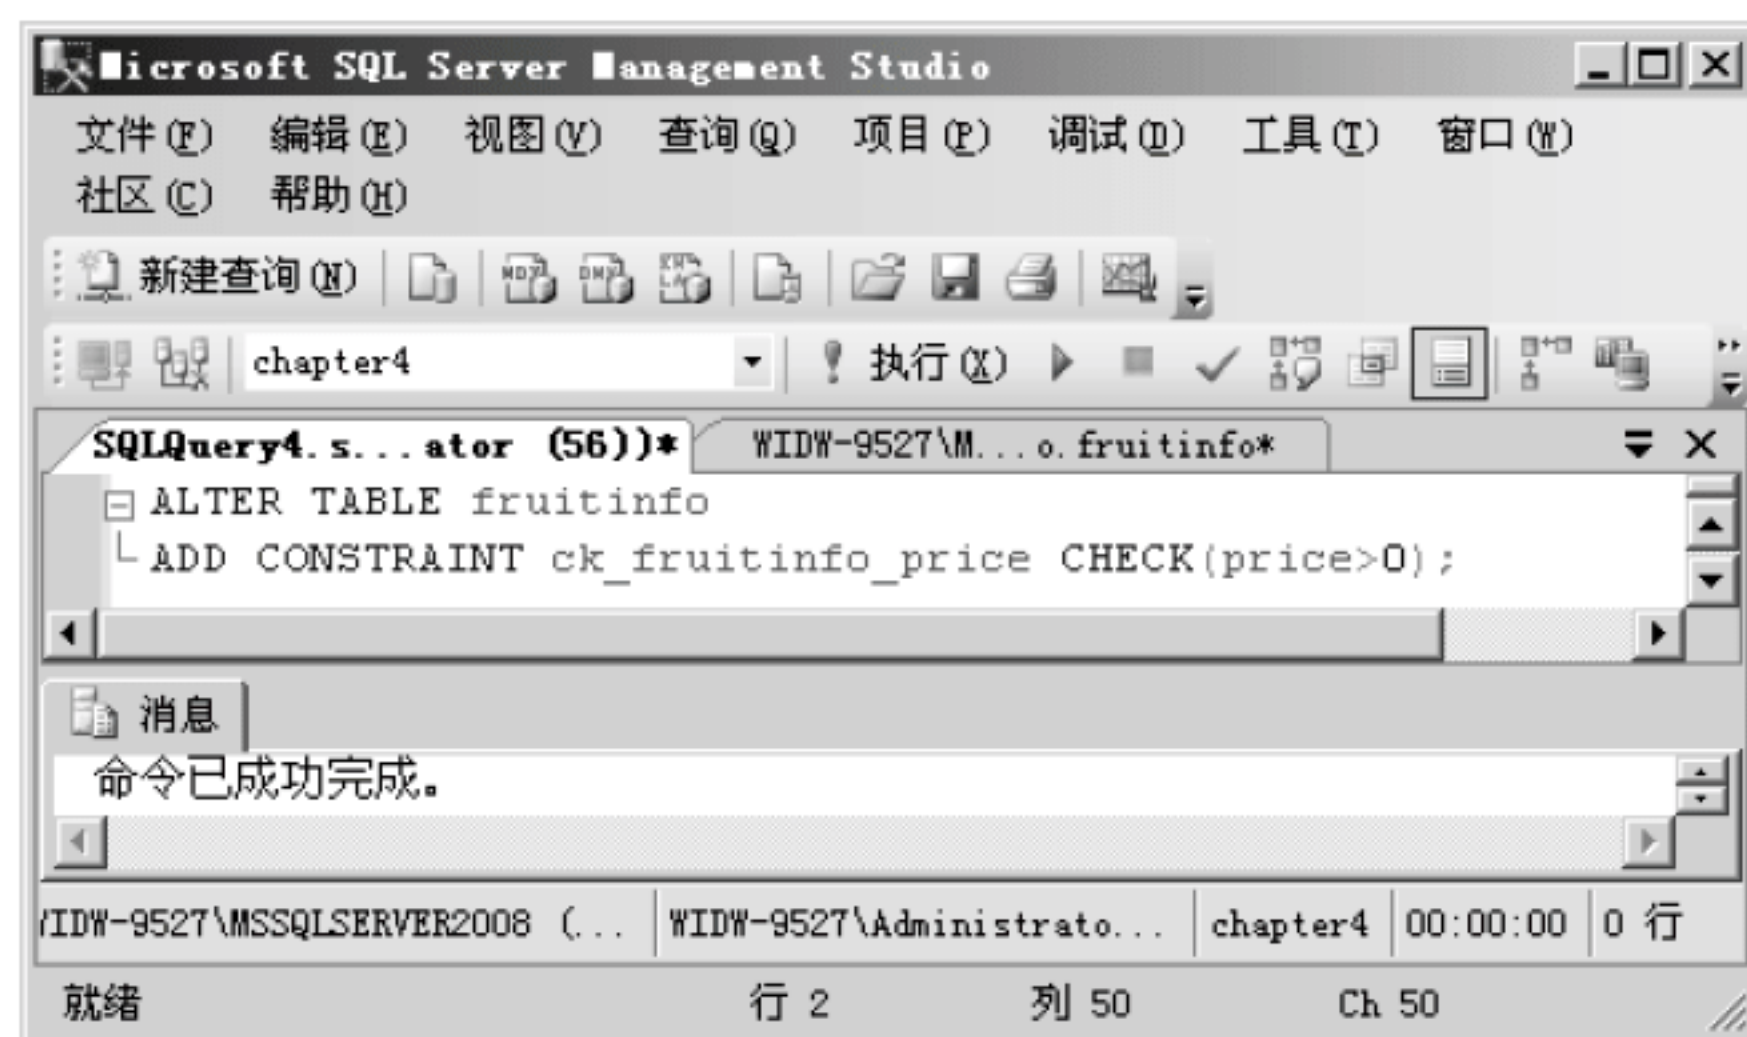 Microsoft SQL Server Management Studio
文件(F) 编辑(E) 视图(V) 查询(Q) 项目(P) 调试(D) 工具(T) 窗口(W)
社区(C) 帮助(H)
新建查询(N)
chapter4 执行(X)
SQLQuery4.s...ator (56))* WIDW-9527\M...o.fruitinfo*
ALTER TABLE fruitinfo
ADD CONSTRAINT ck_fruitinfo_price CHECK(price>0);
消息
命令已成功完成。
IDW-9527\MSSQLSERVER2008 (... WIDW-9527\Administrato... chapter4 00:00:00 0 行
就绪 行 2 列 50 Ch 50